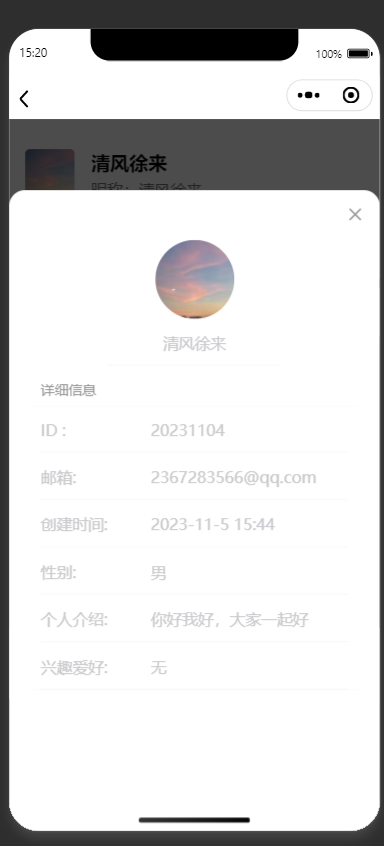 15:20
100%
清风徐来
昵称：清风徐来
清风徐来
详细信息
ID :
20231104
邮箱:
2367283566@qq.com
创建时间:
2023-11-5 15:44
性别:
男
个人介绍:
你好我好，大家一起好
兴趣爱好:
无